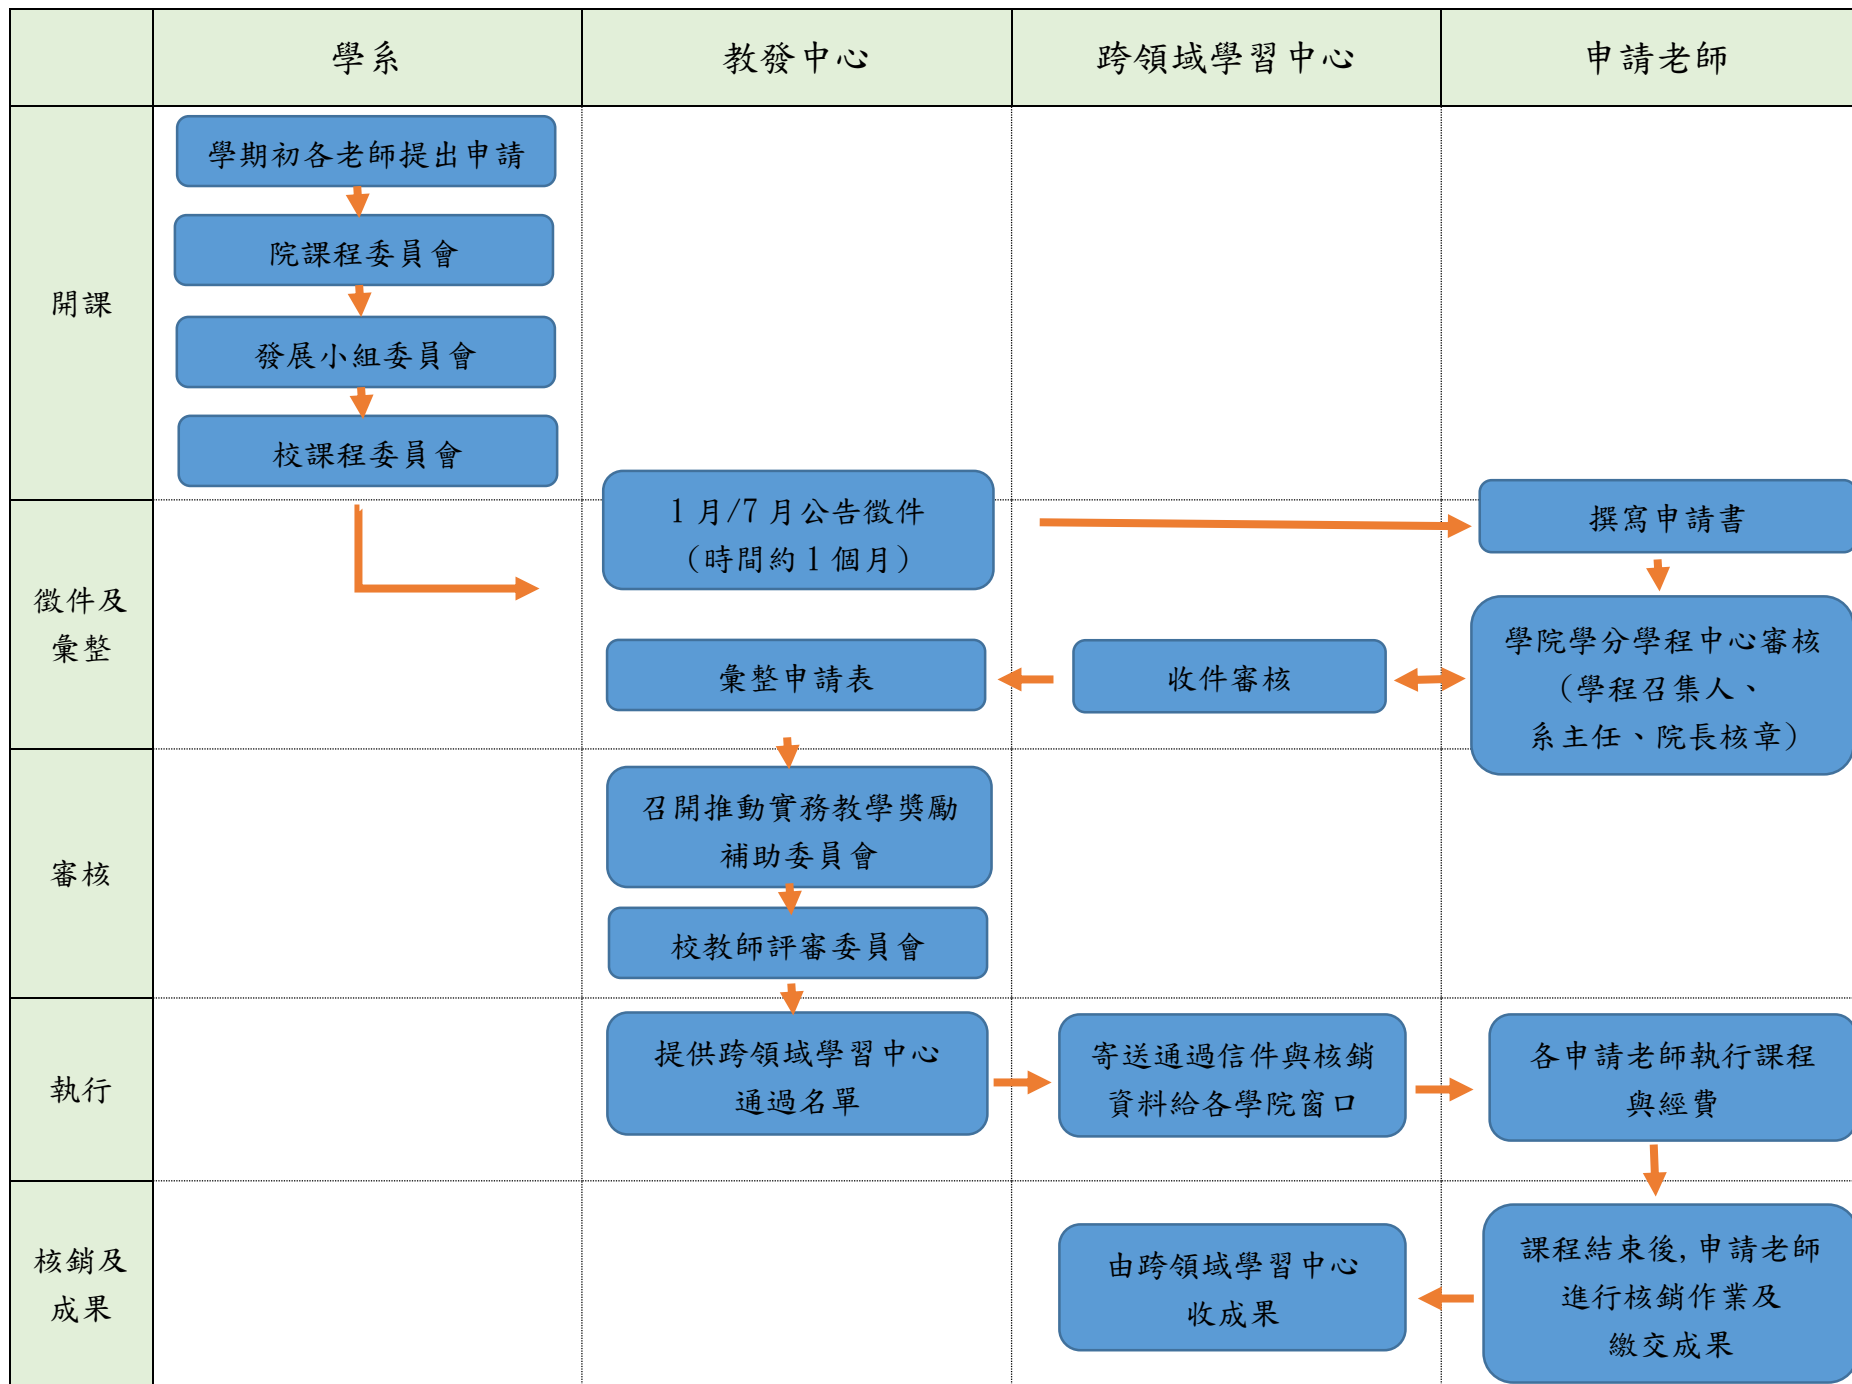 學系
教發中心
跨領域學習中心
申請老師
開課
學期初各老師提出申請
院課程委員會
發展小組委員會
校課程委員會
徵件及
彙整
1 月/7 月公告徵件
(時間約 1 個月)
撰寫申請書
學院學分學程中心審核
(學程召集人、
系主任、院長核章)
收件審核
彙整申請表
審核
召開推動實務教學獎勵
補助委員會
校教師評審委員會
執行
提供跨領域學習中心
通過名單
寄送通過信件與核銷
資料給各學院窗口
各申請老師執行課程
與經費
核銷及
成果
由跨領域學習中心
收成果
課程結束後,申請老師
進行核銷作業及
繳交成果